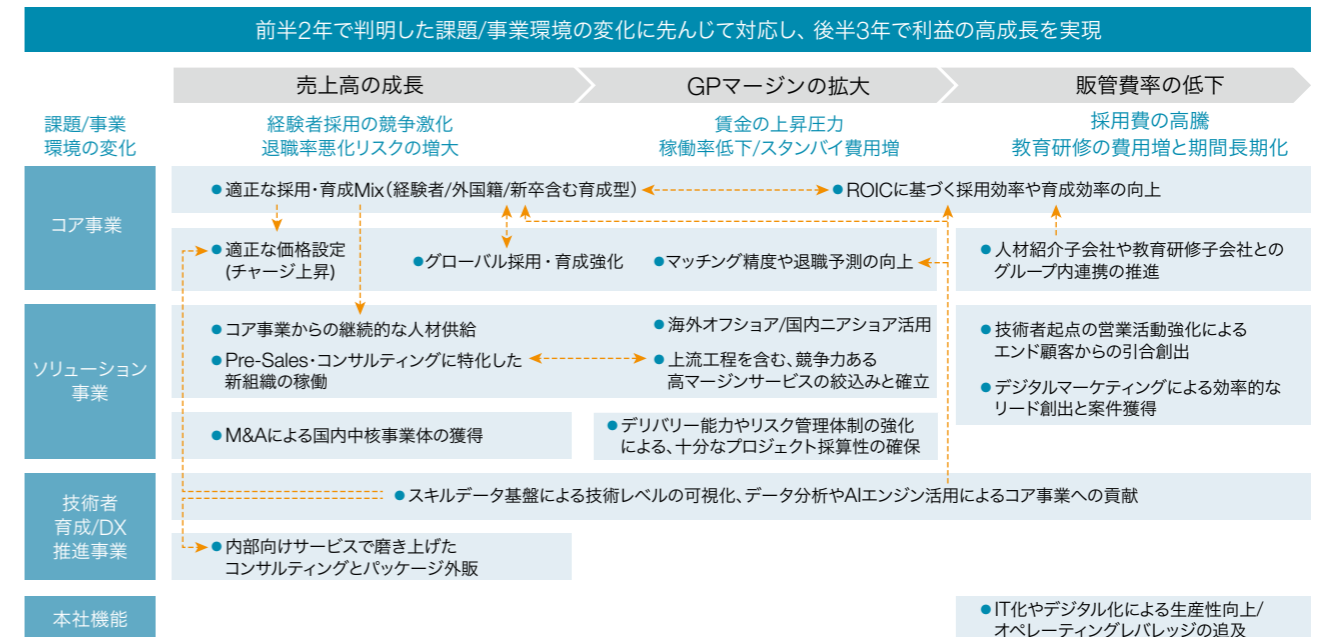 前半2年で判明した課題/事業環境の変化に先んじて対応し、後半3年で利益の高成長を実現
売上高の成長
GPマージンの拡大
販管費率の低下
課題/事業
環境の変化
経験者採用の競争激化
退職率悪化リスクの増大
賃金の上昇圧力
稼働率低下/スタンバイ費用増
採用費の高騰
教育研修の費用増と期間長期化
コア事業
●適正な採用・育成Mix(経験者/外国籍/新卒含む育成型)
●ROICに基づく採用効率や育成効率の向上
●適正な価格設定
(チャージ上昇)
●グローバル採用・育成強化
●マッチング精度や退職予測の向上
●人材紹介子会社や教育研修子会社との
グループ内連携の推進
ソリューション
事業
●コア事業からの継続的な人材供給
●Pre-Sales・コンサルティングに特化した
新組織の稼働
●海外オフショア/国内ニアショア活用
●上流工程を含む、競争力ある
高マージンサービスの絞込みと確立
●技術者起点の営業活動強化による
エンド顧客からの引合創出
●デジタルマーケティングによる効率的な
リード創出と案件獲得
●M&Aによる国内中核事業体の獲得
●デリバリー能力やリスク管理体制の強化
による、十分なプロジェクト採算性の確保
技術者
育成/DX
推進事業
●スキルデータ基盤による技術レベルの可視化、データ分析やAIエンジン活用によるコア事業への貢献
●内部向けサービスで磨き上げた
コンサルティングとパッケージ外販
本社機能
●IT化やデジタル化による生産性向上/
オペレーティングレバレッジの追及